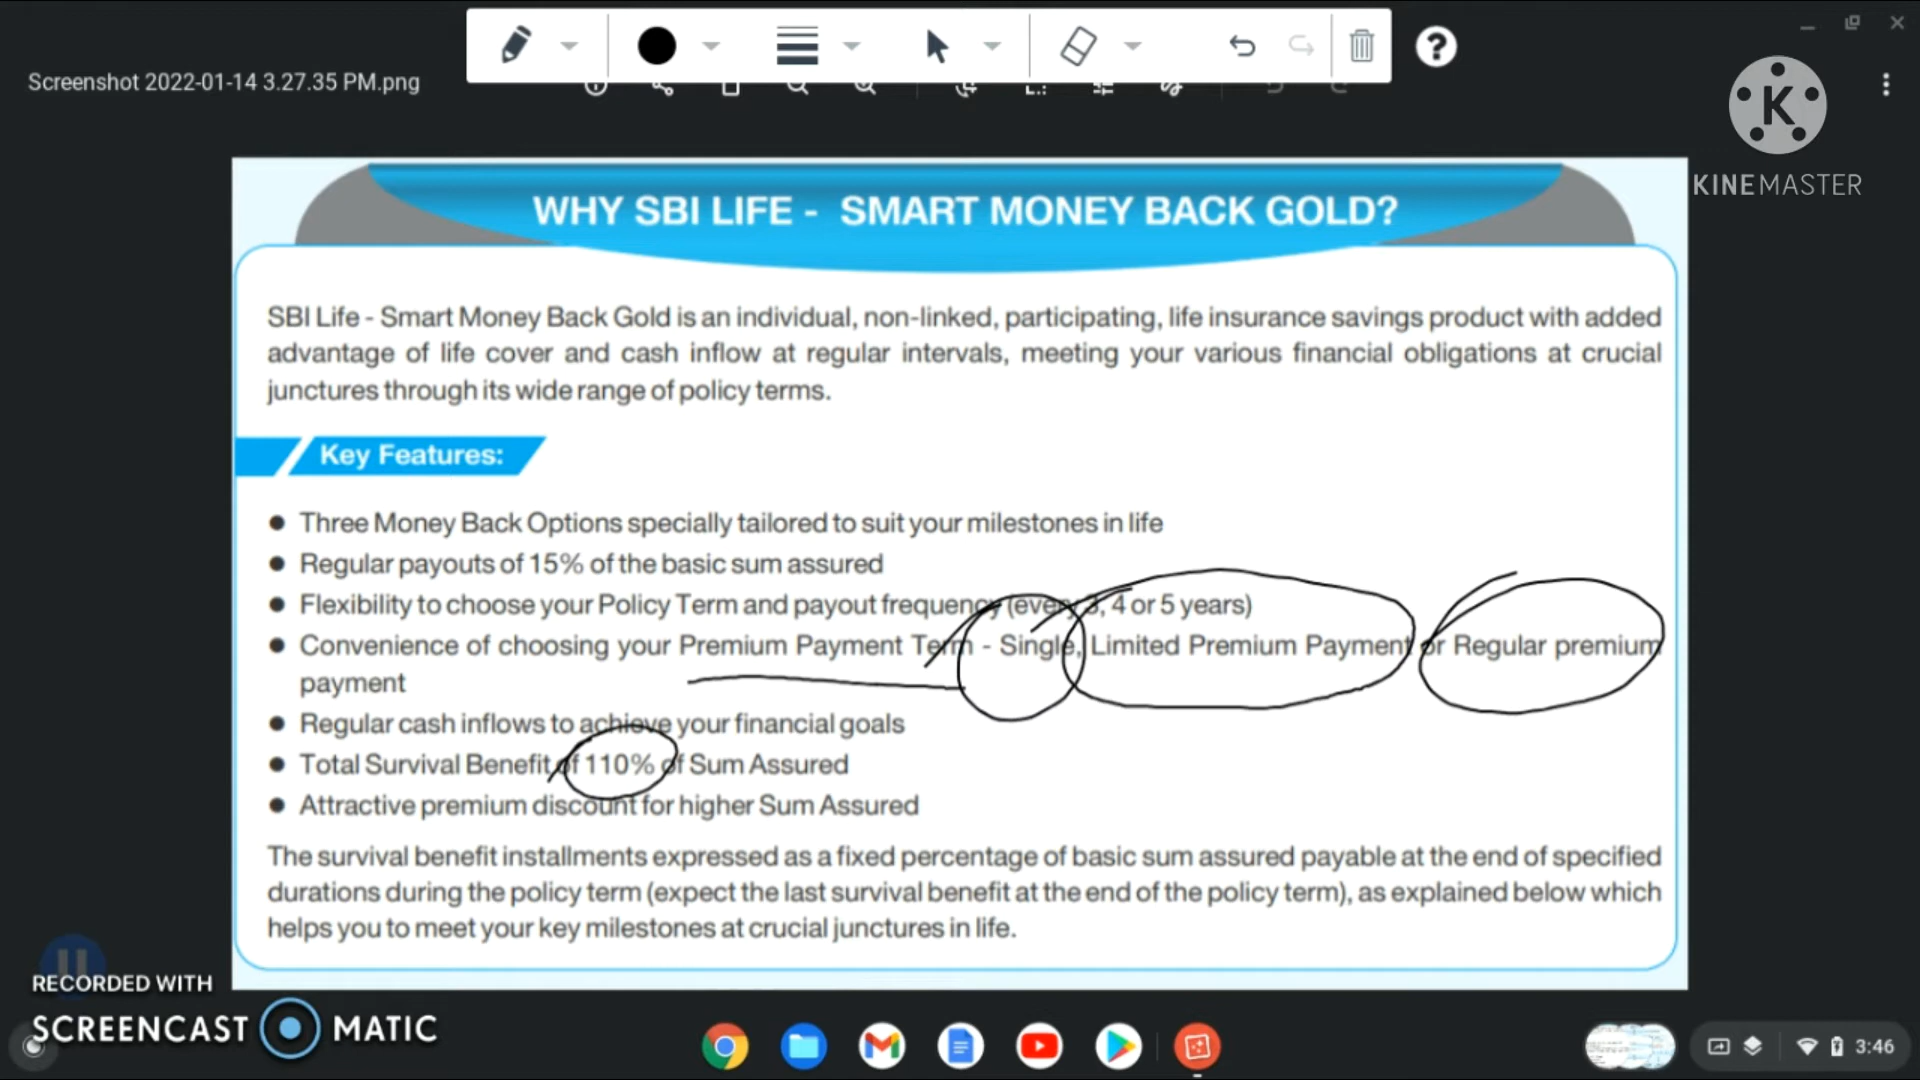 Screenshot 2022-01-14 3.27.35 PM.png
K
KINEMASTER
WHY SBI LIFE - SMART MONEY BACK GOLD?
SBI Life - Smart Money Back Gold is an individual, non-linked, participating, life insurance savings product with added
advantage of life cover and cash inflow at regular intervals, meeting your various financial obligations at crucial
junctures through its wide range of policy terms.
Key Features:
● Three Money Back Options specially tailored to suit your milestones in life
● Regular payouts of 15% of the basic sum assured
● Flexibility to choose your Policy Term and payout frequency (every 3, 4 or 5 years)
● Convenience of choosing your Premium Payment Term - Single, Limited Premium Payment or Regular premium
payment
● Regular cash inflows to achieve your financial goals
● Total Survival Benefit of 110% of Sum Assured
● Attractive premium discount for higher Sum Assured
The survival benefit installments expressed as a fixed percentage of basic sum assured payable at the end of specified
durations during the policy term (expect the last survival benefit at the end of the policy term), as explained below which
helps you to meet your key milestones at crucial junctures in life.
RECORDED WITH
SCREENCAST MATIC
3:46